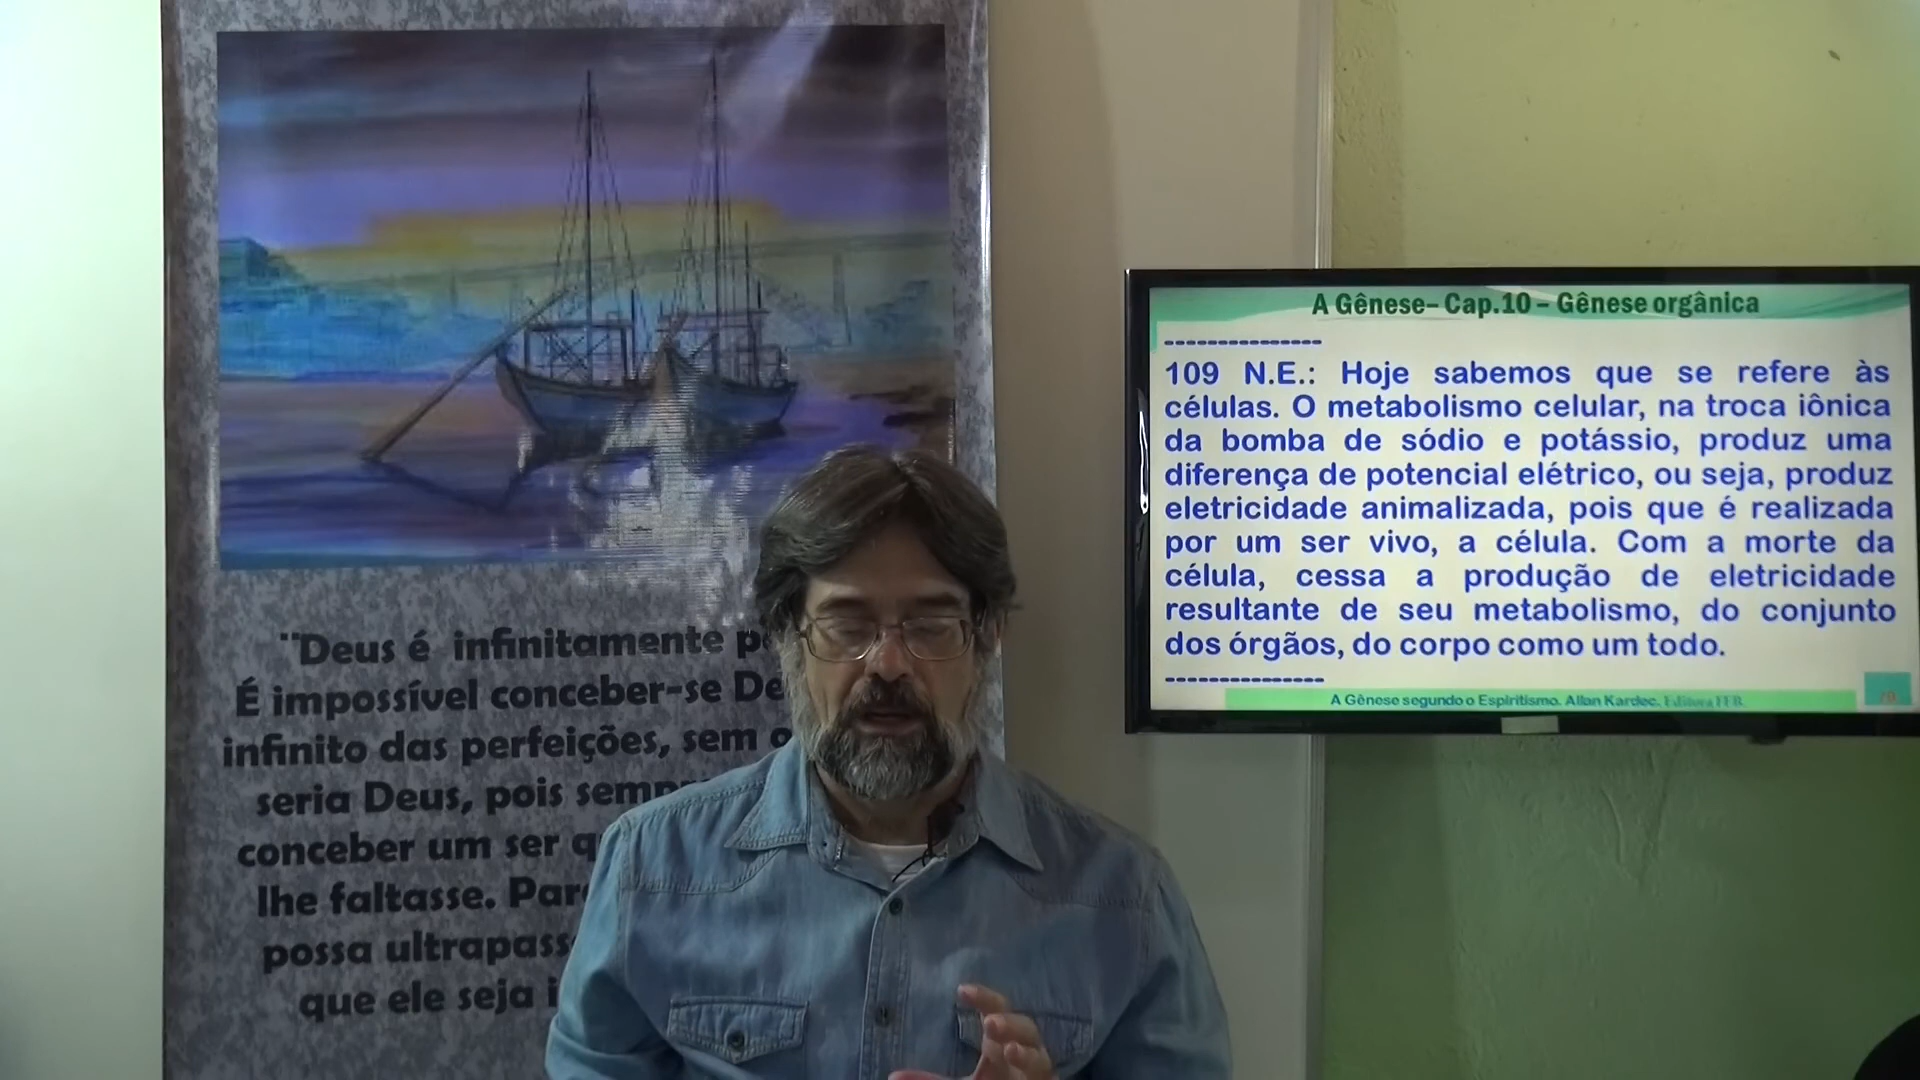 ¨Deus é infinitamente
É impossível conceber-se
infinito das perfeições, sem
seria Deus, pois
conceber um ser
lhe faltasse.
possa
que ele seja
A Gênese– Cap.10 – Gênese orgânica
---------------
109 N.E.: Hoje sabemos que se refere às
células. O metabolismo celular, na troca iônica
da bomba de sódio e potássio, produz uma
diferença de potencial elétrico, ou seja, produz
eletricidade animalizada, pois que é realizada
por um ser vivo, a célula. Com a morte da
célula, cessa a produção de eletricidade
resultante de seu metabolismo, do conjunto
dos órgãos, do corpo como um todo.
---------------
A Gênese segundo o Espiritismo. Allan Kardec. Editora FEB.